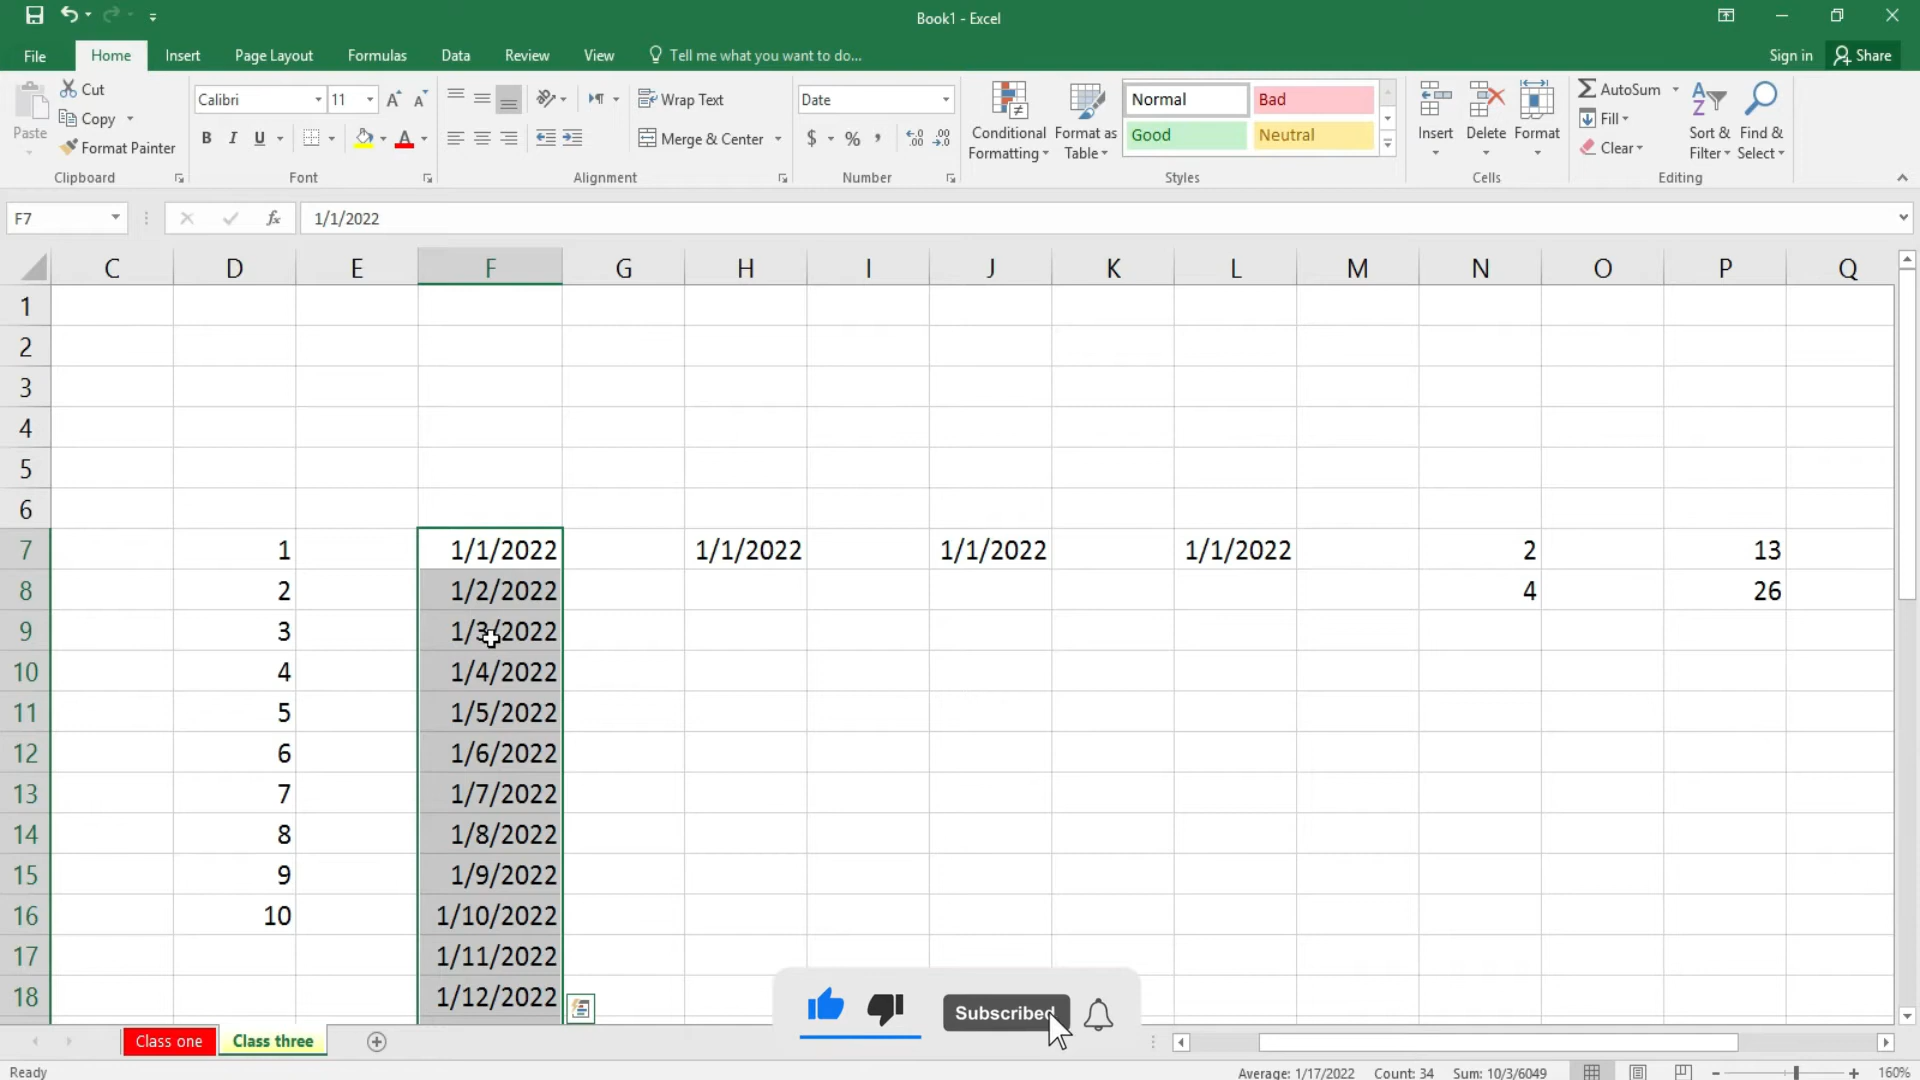 Book1 - Excel
File Home Insert Page Layout Formulas Data Review View Tell me what you want to do... Sign in Share
Paste
Cut
Copy
Format Painter
Clipboard
Calibri 11
B I U
Font
Wrap Text
Merge & Center
Alignment
Date
$ % ,
Number
Conditional Formatting
Format as Table
Normal Bad
Good Neutral
Styles
Insert Delete Format
Cells
AutoSum
Fill
Clear
Sort & Filter
Find & Select
Editing
F7 fx 1/1/2022
C D E F G H I J K L M N O P Q
1
2
3
4
5
6
7 1 1/1/2022 1/1/2022 1/1/2022 1/1/2022 2 13
8 2 1/2/2022 4 26
9 3 1/3/2022
10 4 1/4/2022
11 5 1/5/2022
12 6 1/6/2022
13 7 1/7/2022
14 8 1/8/2022
15 9 1/9/2022
16 10 1/10/2022
17 1/11/2022
18 1/12/2022
Subscribed
Class one Class three
Ready Average: 1/17/2022 Count: 34 Sum: 10/3/6049 160%